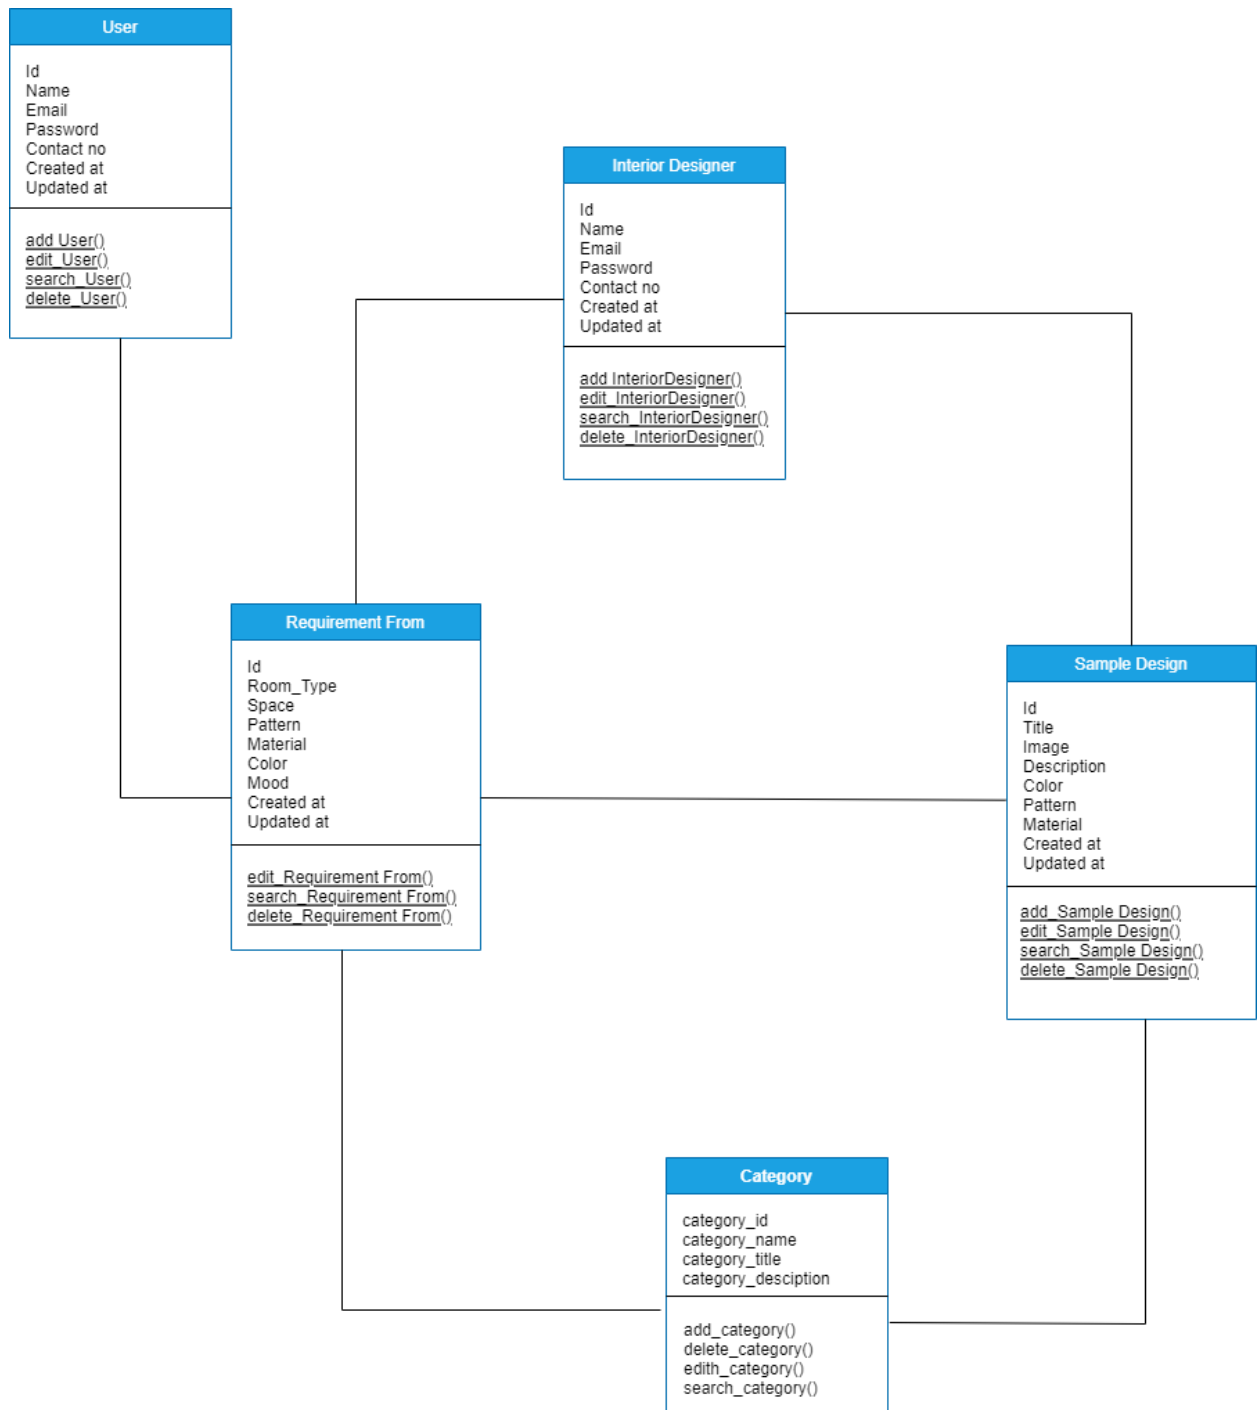 User
Id
Name
Email
Password
Contact no
Created at
Updated at
add User()
edit_User()
search_User()
delete_User()
Interior Designer
Id
Name
Email
Password
Contact no
Created at
Updated at
add InteriorDesigner()
edit_InteriorDesigner()
search_InteriorDesigner()
delete_InteriorDesigner()
Requirement From
Id
Room_Type
Space
Pattern
Material
Color
Mood
Created at
Updated at
edit_Requirement From()
search_Requirement From()
delete_Requirement From()
Sample Design
Id
Title
Image
Description
Color
Pattern
Material
Created at
Updated at
add_Sample Design()
edit_Sample Design()
search_Sample Design()
delete_Sample Design()
Category
category_id
category_name
category_title
category_desciption
add_category()
delete_category()
edith_category()
search_category()